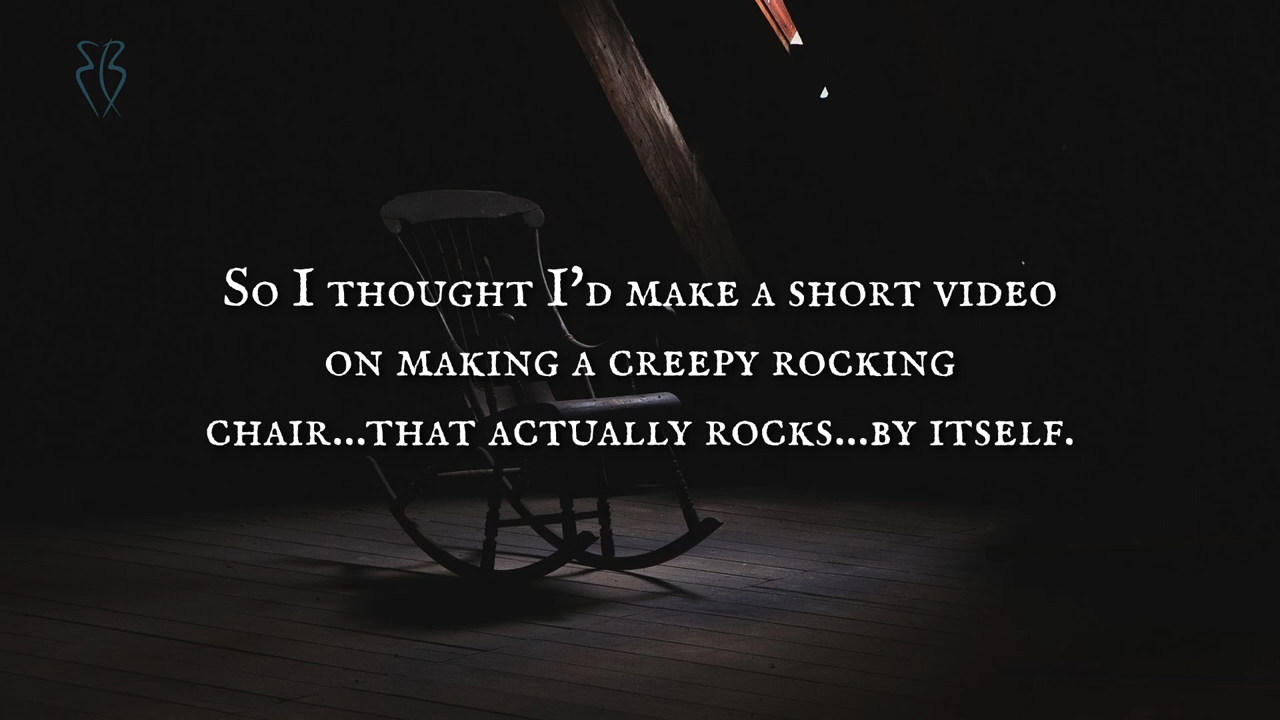 So I thought I'd make a short video
on making a creepy rocking
chair...that actually rocks...by itself.